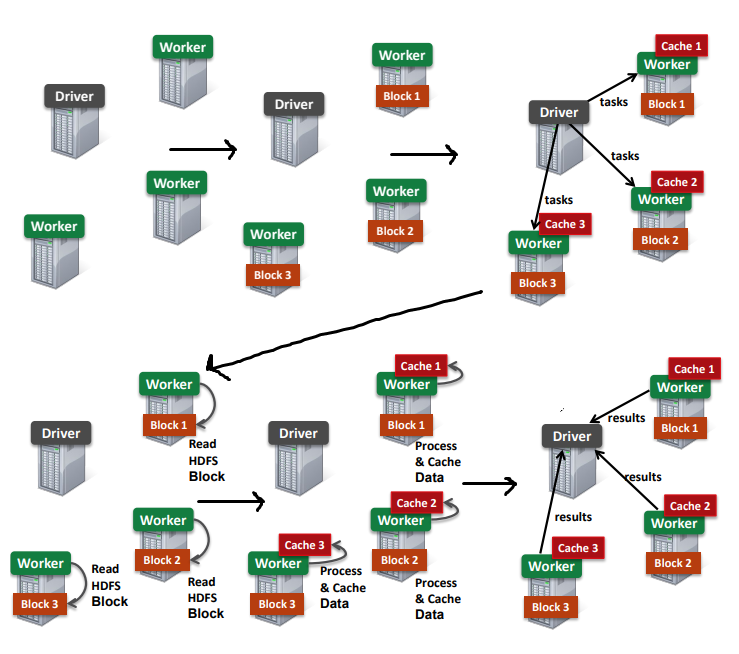 Worker
Driver
Worker
Worker
Driver
Worker
Block 1
Worker
Block 2
Worker
Block 3
Cache 1
Worker
Block 1
tasks
Driver
tasks
Cache 2
Worker
Block 2
tasks
Cache 3
Worker
Block 3
Worker
Block 1
Read
HDFS
Block
Driver
Worker
Block 2
Read
HDFS
Block
Worker
Block 3
Read
HDFS
Block
Cache 1
Worker
Block 1
Process
& Cache
Data
Driver
Cache 2
Worker
Block 2
Process
& Cache
Data
Cache 3
Worker
Block 3
Process
& Cache
Data
Cache 1
Worker
Block 1
results
Driver
results
Cache 2
Worker
Block 2
results
Cache 3
Worker
Block 3